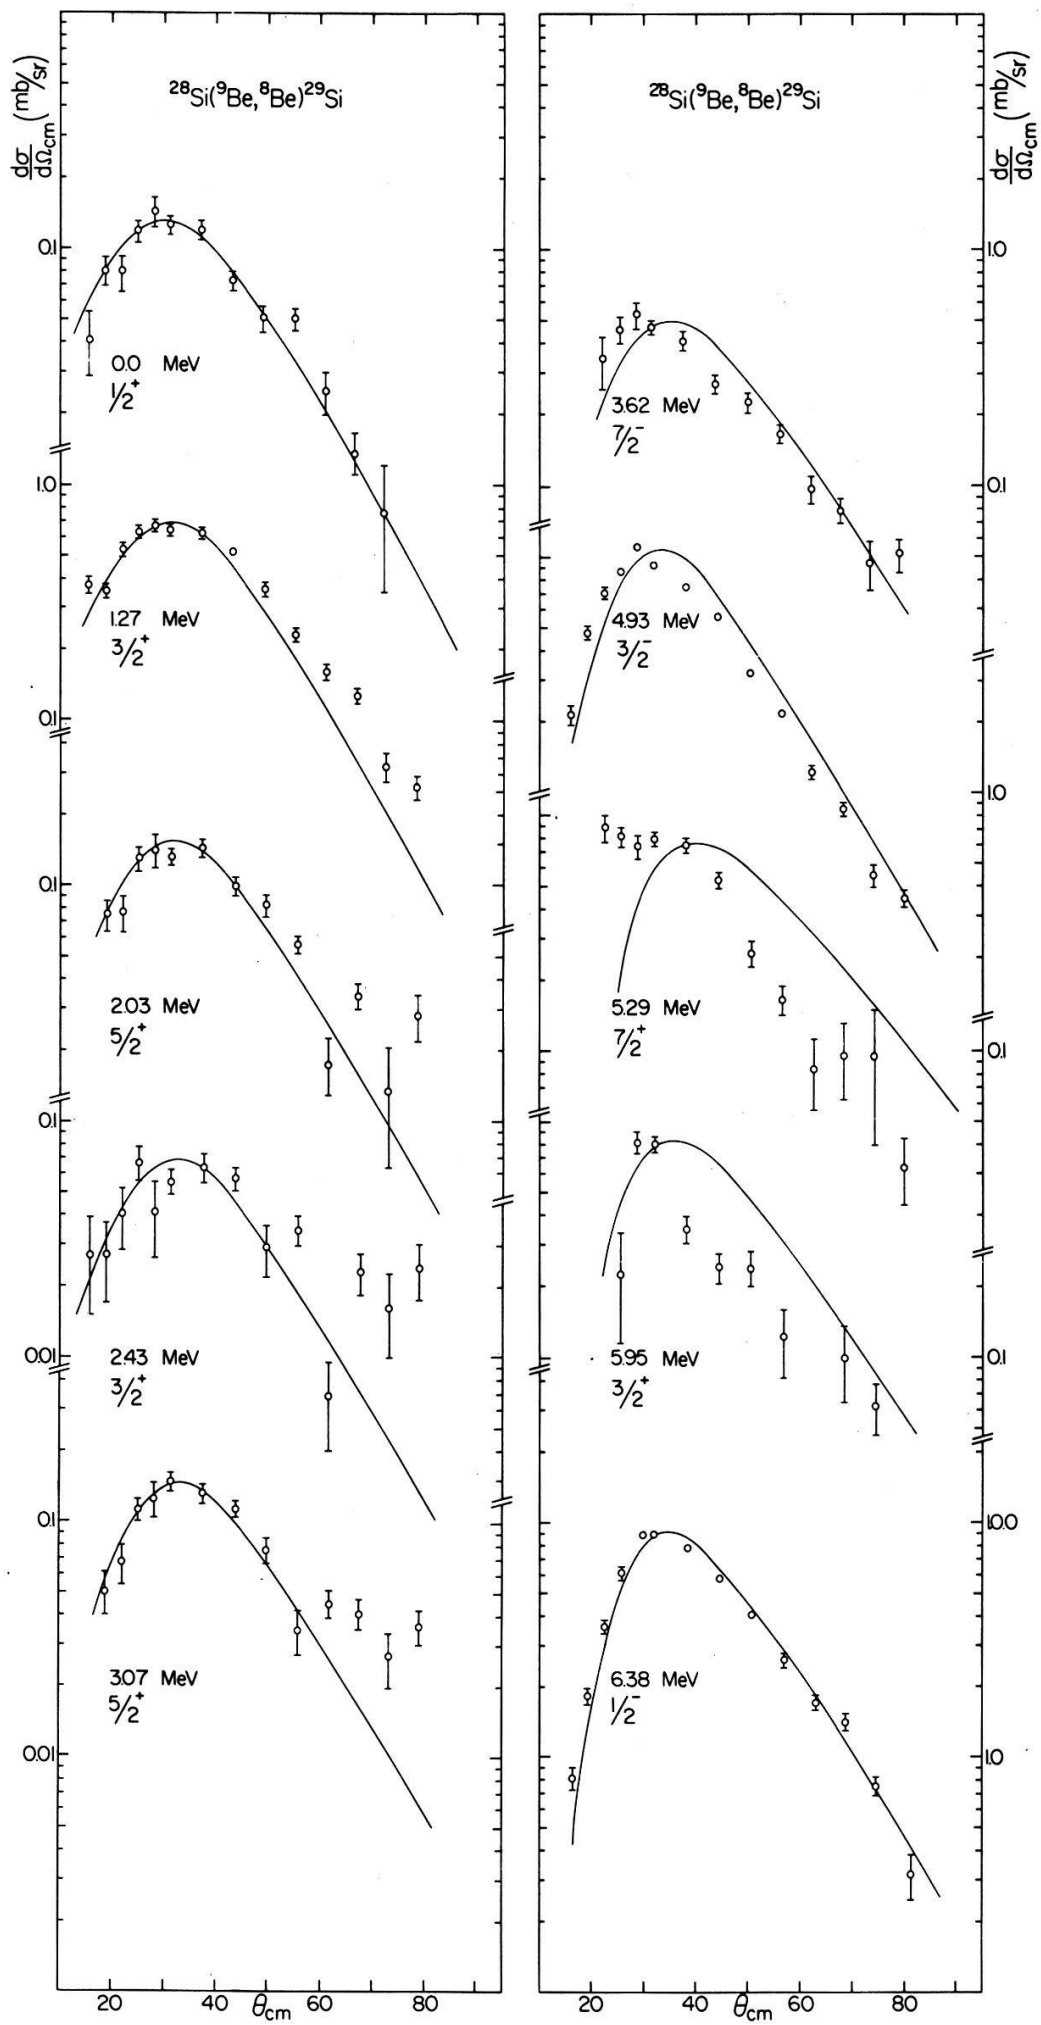 dσ/dΩcm (mb/sr)
²⁸Si(⁹Be,⁸Be)²⁹Si
0.1
0.0 MeV
1/2⁺
1.0
1.27 MeV
3/2⁺
0.1
0.1
2.03 MeV
5/2⁺
0.1
0.01
2.43 MeV
3/2⁺
0.1
3.07 MeV
5/2⁺
0.01
20 40 60 80
θcm
dσ/dΩcm (mb/sr)
²⁸Si(⁹Be,⁸Be)²⁹Si
1.0
3.62 MeV
7/2⁻
0.1
4.93 MeV
3/2⁻
1.0
5.29 MeV
7/2⁺
0.1
5.95 MeV
3/2⁺
0.1
10.0
6.38 MeV
1/2⁻
1.0
20 40 60 80
θcm